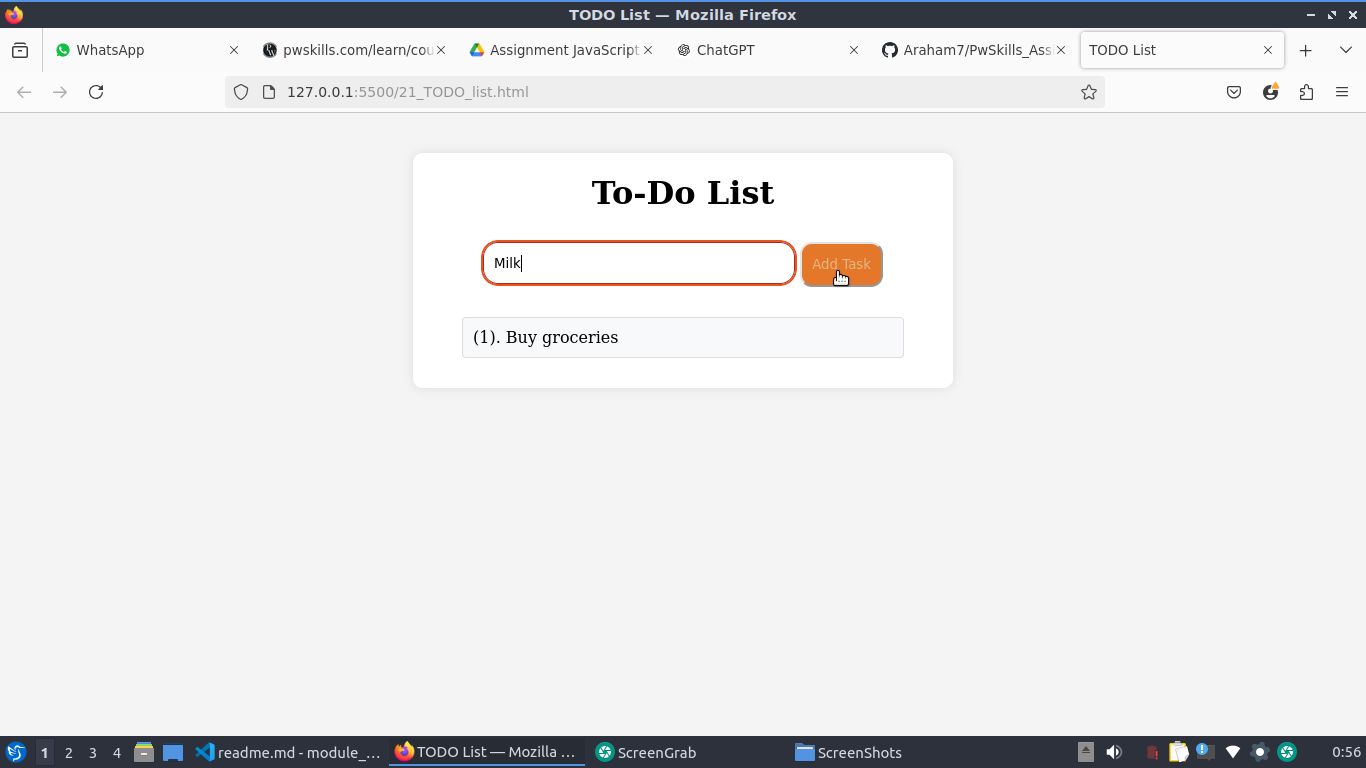 TODO List — Mozilla Firefox
WhatsApp
pwskills.com/learn/cou
Assignment JavaScript
ChatGPT
Araham7/PwSkills_Ass
TODO List
127.0.0.1:5500/21_TODO_list.html
To-Do List
Milk
Add Task
(1). Buy groceries
1 2 3 4
readme.md - module_...
TODO List — Mozilla ...
ScreenGrab
ScreenShots
0:56